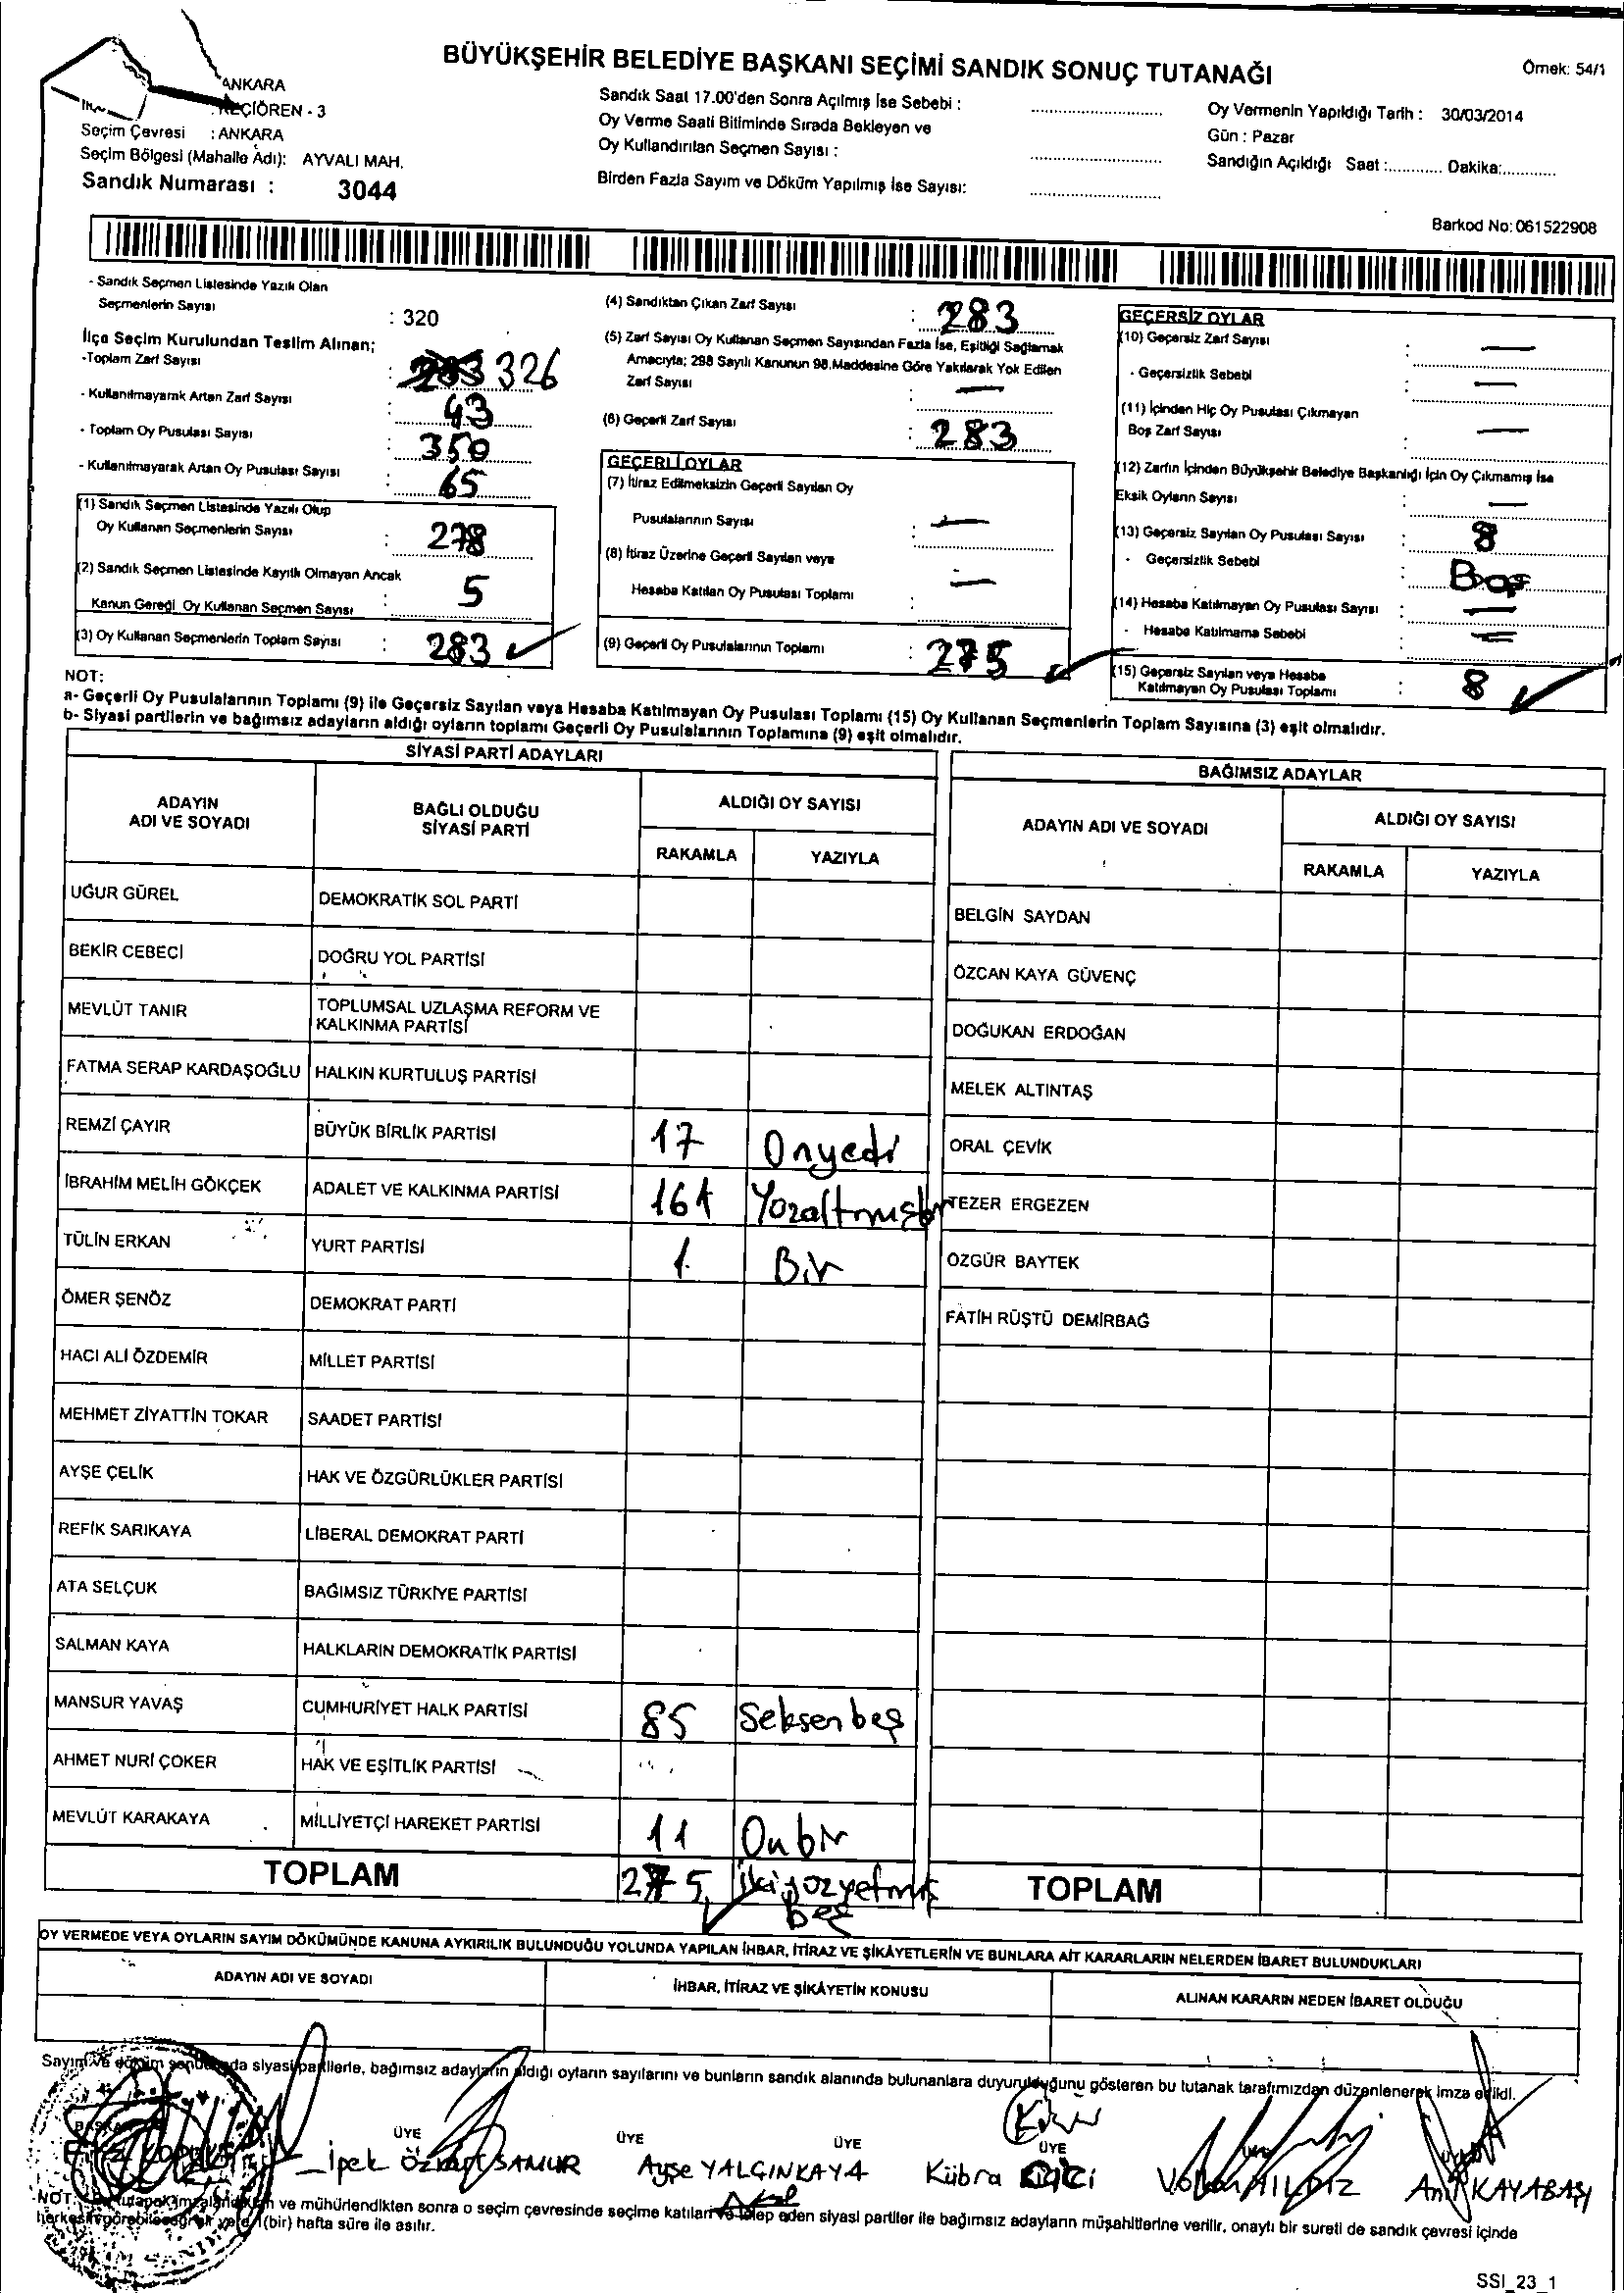 BÜYÜKŞEHİR BELEDİYE BAŞKANI SEÇİMİ SANDIK SONUÇ TUTANAĞI
Örnek: 54/1
ANKARA
KEÇİÖREN - 3
Seçim Çevresi : ANKARA
Seçim Bölgesi (Mahalle Adı): AYVALI MAH.
Sandık Numarası : 3044
Sandık Saat 17.00'den Sonra Açılmış İse Sebebi :
Oy Verme Saati Bitiminde Sırada Bekleyen ve
Oy Kullandırılan Seçmen Sayısı :
Birden Fazla Sayım ve Döküm Yapılmış İse Sayısı:
Oy Vermenin Yapıldığı Tarih : 30/03/2014
Gün : Pazar
Sandığın Açıldığı Saat :............ Dakika:............
Barkod No: 061522908
- Sandık Seçmen Listesinde Yazılı Olan
Seçmenlerin Sayısı : 320
İlçe Seçim Kurulundan Teslim Alınan;
-Toplam Zarf Sayısı : 326
- Kullanılmayarak Artan Zarf Sayısı : 43
- Toplam Oy Pusulası Sayısı : 350
- Kullanılmayarak Artan Oy Pusulası Sayısı : 65
(1) Sandık Seçmen Listesinde Yazılı Olup
Oy Kullanan Seçmenlerin Sayısı : 278
(2) Sandık Seçmen Listesinde Kayıtlı Olmayan Ancak
Kanun Gereği Oy Kullanan Seçmen Sayısı : 5
(3) Oy Kullanan Seçmenlerin Toplam Sayısı : 283
(4) Sandıktan Çıkan Zarf Sayısı : 283
(5) Zarf Sayısı Oy Kullanan Seçmen Sayısından Fazla İse, Eşitliği Sağlamak
Amacıyla; 298 Sayılı Kanunun 98.Maddesine Göre Yakılarak Yok Edilen
Zarf Sayısı : —
(6) Geçerli Zarf Sayısı : 283
GEÇERLİ OYLAR
(7) İtiraz Edilmeksizin Geçerli Sayılan Oy
Pusulalarının Sayısı : —
(8) İtiraz Üzerine Geçerli Sayılan veya
Hesaba Katılan Oy Pusulası Toplamı : —
(9) Geçerli Oy Pusulalarının Toplamı : 275
GEÇERSİZ OYLAR
(10) Geçersiz Zarf Sayısı : —
- Geçersizlik Sebebi : —
(11) İçinden Hiç Oy Pusulası Çıkmayan
Boş Zarf Sayısı : —
(12) Zarfın İçinden Büyükşehir Belediye Başkanlığı İçin Oy Çıkmamış İse
Eksik Oyların Sayısı : —
(13) Geçersiz Sayılan Oy Pusulası Sayısı : 8
- Geçersizlik Sebebi : Boş
(14) Hesaba Katılmayan Oy Pusulası Sayısı : —
- Hesaba Katılmama Sebebi : —
(15) Geçersiz Sayılan veya Hesaba
Katılmayan Oy Pusulası Toplamı : 8
NOT:
a- Geçerli Oy Pusulalarının Toplamı (9) ile Geçersiz Sayılan veya Hesaba Katılmayan Oy Pusulası Toplamı (15) Oy Kullanan Seçmenlerin Toplam Sayısına (3) eşit olmalıdır.
b- Siyasi partilerin ve bağımsız adayların aldığı oyların toplamı Geçerli Oy Pusulalarının Toplamına (9) eşit olmalıdır.
SİYASİ PARTİ ADAYLARI
ADAYIN ADI VE SOYADI
BAĞLI OLDUĞU SİYASİ PARTİ
ALDIĞI OY SAYISI
RAKAMLA YAZIYLA
UĞUR GÜREL DEMOKRATİK SOL PARTİ
BEKİR CEBECİ DOĞRU YOL PARTİSİ
MEVLÜT TANIR TOPLUMSAL UZLAŞMA REFORM VE
KALKINMA PARTİSİ
FATMA SERAP KARDAŞOĞLU HALKIN KURTULUŞ PARTİSİ
REMZİ ÇAYIR BÜYÜK BİRLİK PARTİSİ 17 Onyedi
İBRAHİM MELİH GÖKÇEK ADALET VE KALKINMA PARTİSİ 161 Yüzaltmışbir
TÜLİN ERKAN YURT PARTİSİ 1 Bir
ÖMER ŞENÖZ DEMOKRAT PARTİ
HACI ALİ ÖZDEMİR MİLLET PARTİSİ
MEHMET ZİYATTİN TOKAR SAADET PARTİSİ
AYŞE ÇELİK HAK VE ÖZGÜRLÜKLER PARTİSİ
REFİK SARIKAYA LİBERAL DEMOKRAT PARTİ
ATA SELÇUK BAĞIMSIZ TÜRKİYE PARTİSİ
SALMAN KAYA HALKLARIN DEMOKRATİK PARTİSİ
MANSUR YAVAŞ CUMHURİYET HALK PARTİSİ 85 Seksen beş
AHMET NURİ ÇOKER HAK VE EŞİTLİK PARTİSİ
MEVLÜT KARAKAYA MİLLİYETÇİ HAREKET PARTİSİ 11 On bir
TOPLAM 275 ikiyüzyetmiş
beş
BAĞIMSIZ ADAYLAR
ADAYIN ADI VE SOYADI
ALDIĞI OY SAYISI
RAKAMLA YAZIYLA
BELGİN SAYDAN
ÖZCAN KAYA GÜVENÇ
DOĞUKAN ERDOĞAN
MELEK ALTINTAŞ
ORAL ÇEVİK
TEZER ERGEZEN
ÖZGÜR BAYTEK
FATİH RÜŞTÜ DEMİRBAĞ
TOPLAM
OY VERMEDE VEYA OYLARIN SAYIM DÖKÜMÜNDE KANUNA AYKIRILIK BULUNDUĞU YOLUNDA YAPILAN İHBAR, İTİRAZ VE ŞİKÂYETLERİN VE BUNLARA AİT KARARLARIN NELERDEN İBARET BULUNDUKLARI
ADAYIN ADI VE SOYADI
İHBAR, İTİRAZ VE ŞİKÂYETİN KONUSU
ALINAN KARARIN NEDEN İBARET OLDUĞU
Sayım ve döküm sonucunda siyasi partilerle, bağımsız adayların aldığı oyların sayılarını ve bunların sandık alanında bulunanlara duyurulduğunu gösteren bu tutanak tarafımızdan düzenlenerek imza edildi.
BAŞKAN
ÜYE ÜYE ÜYE ÜYE
İpek SAMUR
Ayşe YALÇINKAYA
Kübra
Volkan YILDIZ
Anıl KAYABAŞI
NOT: ve mühürlendikten sonra o seçim çevresinde seçime katılan ve talep eden siyasi partiler ile bağımsız adayların müşahitlerine verilir, onaylı bir sureti de sandık çevresi içinde
herkesin görebileceği bir yerde 1(bir) hafta süre ile asılır.
SSI_23_1